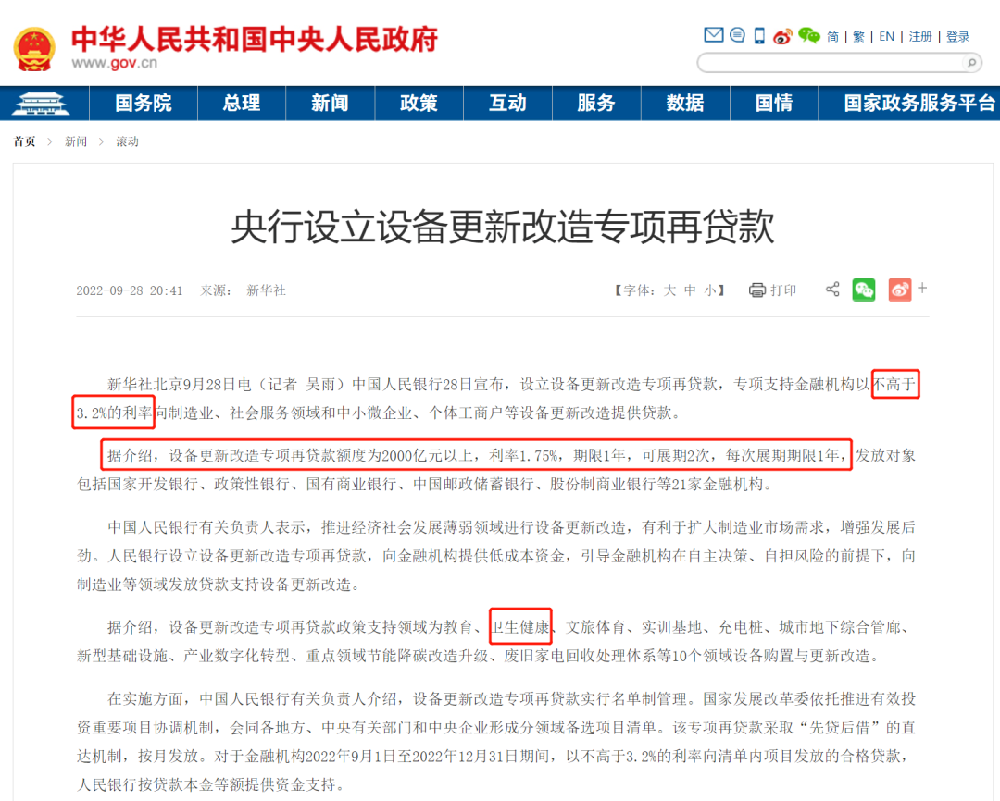 中华人民共和国中央人民政府
www.gov.cn
简 | 繁 | EN | 注册 | 登录
国务院 总理 新闻 政策 互动 服务 数据 国情 国家政务服务平台
首页 > 新闻 > 滚动
央行设立设备更新改造专项再贷款
2022-09-28 20:41 来源： 新华社 【字体：大 中 小】 打印 +
新华社北京9月28日电（记者 吴雨）中国人民银行28日宣布，设立设备更新改造专项再贷款，专项支持金融机构以不高于
3.2%的利率向制造业、社会服务领域和中小微企业、个体工商户等设备更新改造提供贷款。
据介绍，设备更新改造专项再贷款额度为2000亿元以上，利率1.75%，期限1年，可展期2次，每次展期期限1年，发放对象
包括国家开发银行、政策性银行、国有商业银行、中国邮政储蓄银行、股份制商业银行等21家金融机构。
中国人民银行有关负责人表示，推进经济社会发展薄弱领域进行设备更新改造，有利于扩大制造业市场需求，增强发展后
劲。人民银行设立设备更新改造专项再贷款，向金融机构提供低成本资金，引导金融机构在自主决策、自担风险的前提下，向
制造业等领域发放贷款支持设备更新改造。
据介绍，设备更新改造专项再贷款政策支持领域为教育、卫生健康、文旅体育、实训基地、充电桩、城市地下综合管廊、
新型基础设施、产业数字化转型、重点领域节能降碳改造升级、废旧家电回收处理体系等10个领域设备购置与更新改造。
在实施方面，中国人民银行有关负责人介绍，设备更新改造专项再贷款实行名单制管理。国家发展改革委依托推进有效投
资重要项目协调机制，会同各地方、中央有关部门和中央企业形成分领域备选项目清单。该专项再贷款采取“先贷后借”的直
达机制，按月发放。对于金融机构2022年9月1日至2022年12月31日期间，以不高于3.2%的利率向清单内项目发放的合格贷款，
人民银行按贷款本金等额提供资金支持。